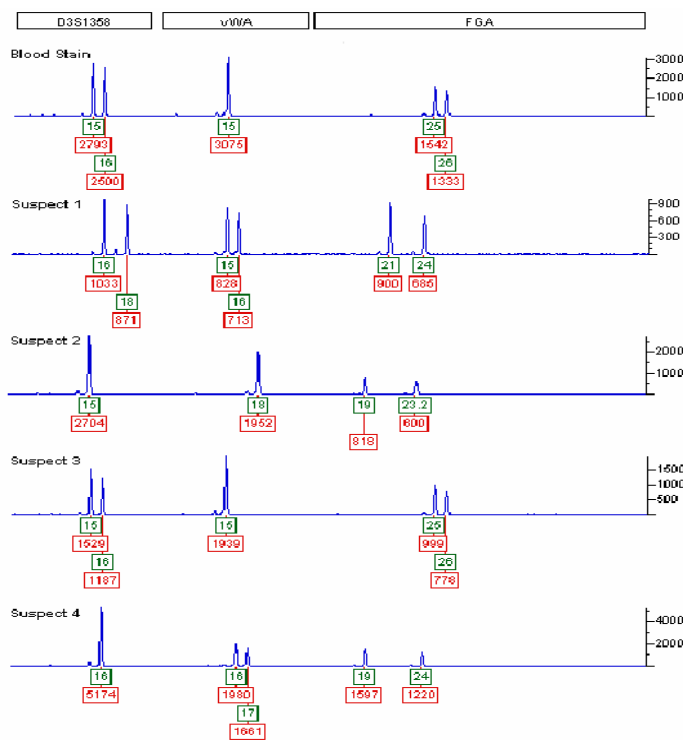 D3S1358 vWA FGA
Blood Stain
3000
2000
1000
15 15 25
2793 3075 1542
16 26
2500 1333
Suspect 1
900
600
300
16 15 21 24
1033 828 900 685
18 16
871 713
Suspect 2
2000
1000
15 18 19 23.2
2704 1952 600
818
Suspect 3
1500
1000
500
15 15 25
1529 1939 999
16 26
1187 778
Suspect 4
4000
2000
16 16 19 24
5174 1980 1597 1220
17
1661